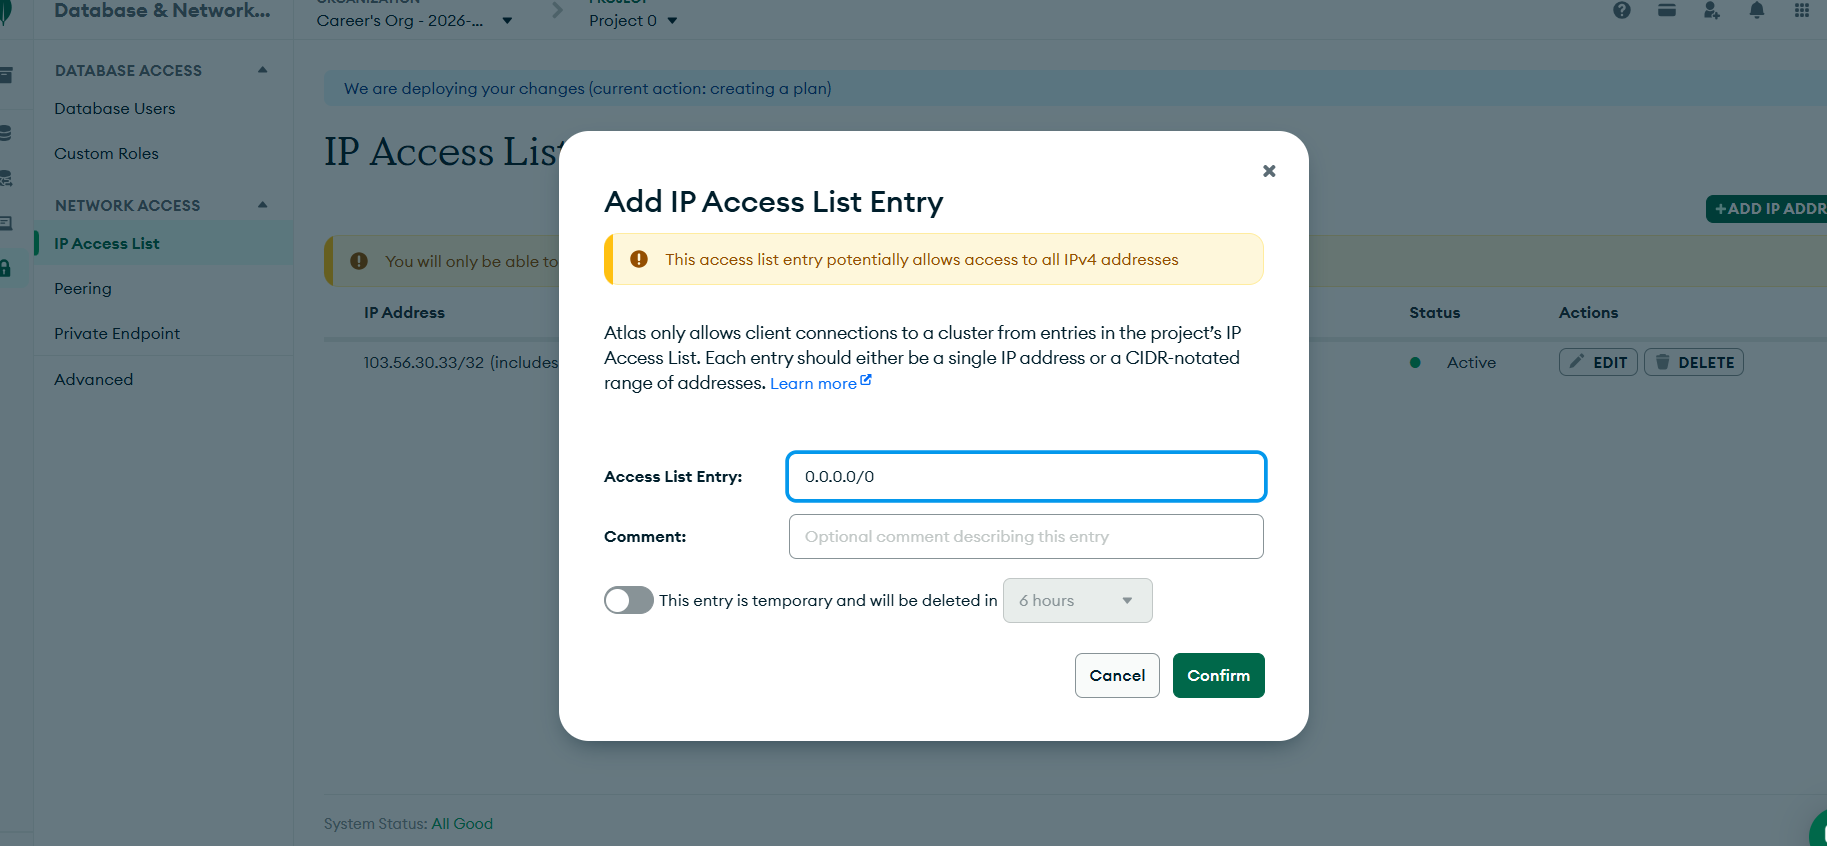 Database & Network...
Career's Org - 2026-...
Project 0
DATABASE ACCESS
Database Users
Custom Roles
NETWORK ACCESS
IP Access List
Peering
Private Endpoint
Advanced
We are deploying your changes (current action: creating a plan)
IP Access List
+ADD IP ADDR
You will only be able to
IP Address
Status
Actions
103.56.30.33/32 (includes
Active
EDIT
DELETE
Add IP Access List Entry
This access list entry potentially allows access to all IPv4 addresses
Atlas only allows client connections to a cluster from entries in the project's IP
Access List. Each entry should either be a single IP address or a CIDR-notated
range of addresses. Learn more
Access List Entry:
0.0.0.0/0
Comment:
Optional comment describing this entry
This entry is temporary and will be deleted in
6 hours
Cancel
Confirm
System Status: All Good